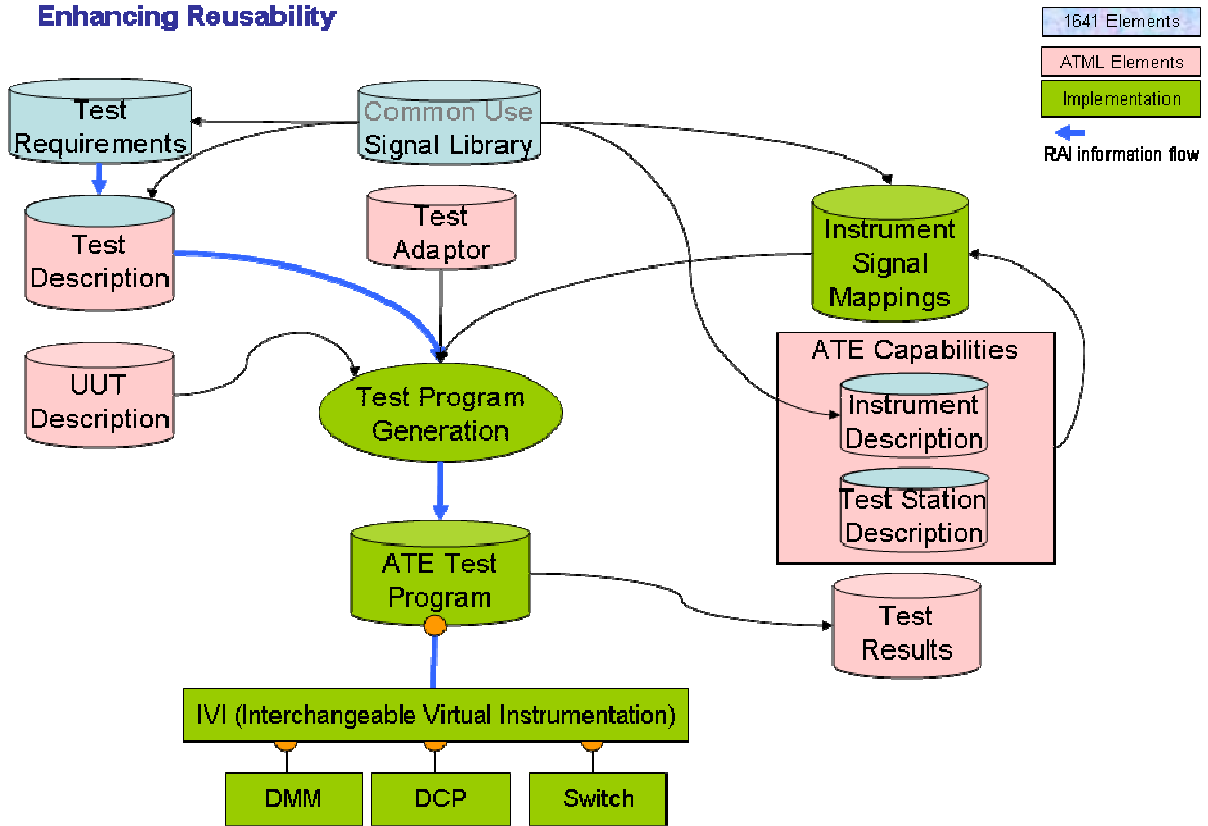 Enhancing Reusability
1641 Elements
ATML Elements
Implementation
RAI information flow
Test
Requirements
Common Use
Signal Library
Test
Description
Test
Adaptor
Instrument
Signal
Mappings
UUT
Description
Test Program
Generation
ATE Capabilities
Instrument
Description
Test Station
Description
ATE Test
Program
Test
Results
IVI (Interchangeable Virtual Instrumentation)
DMM
DCP
Switch